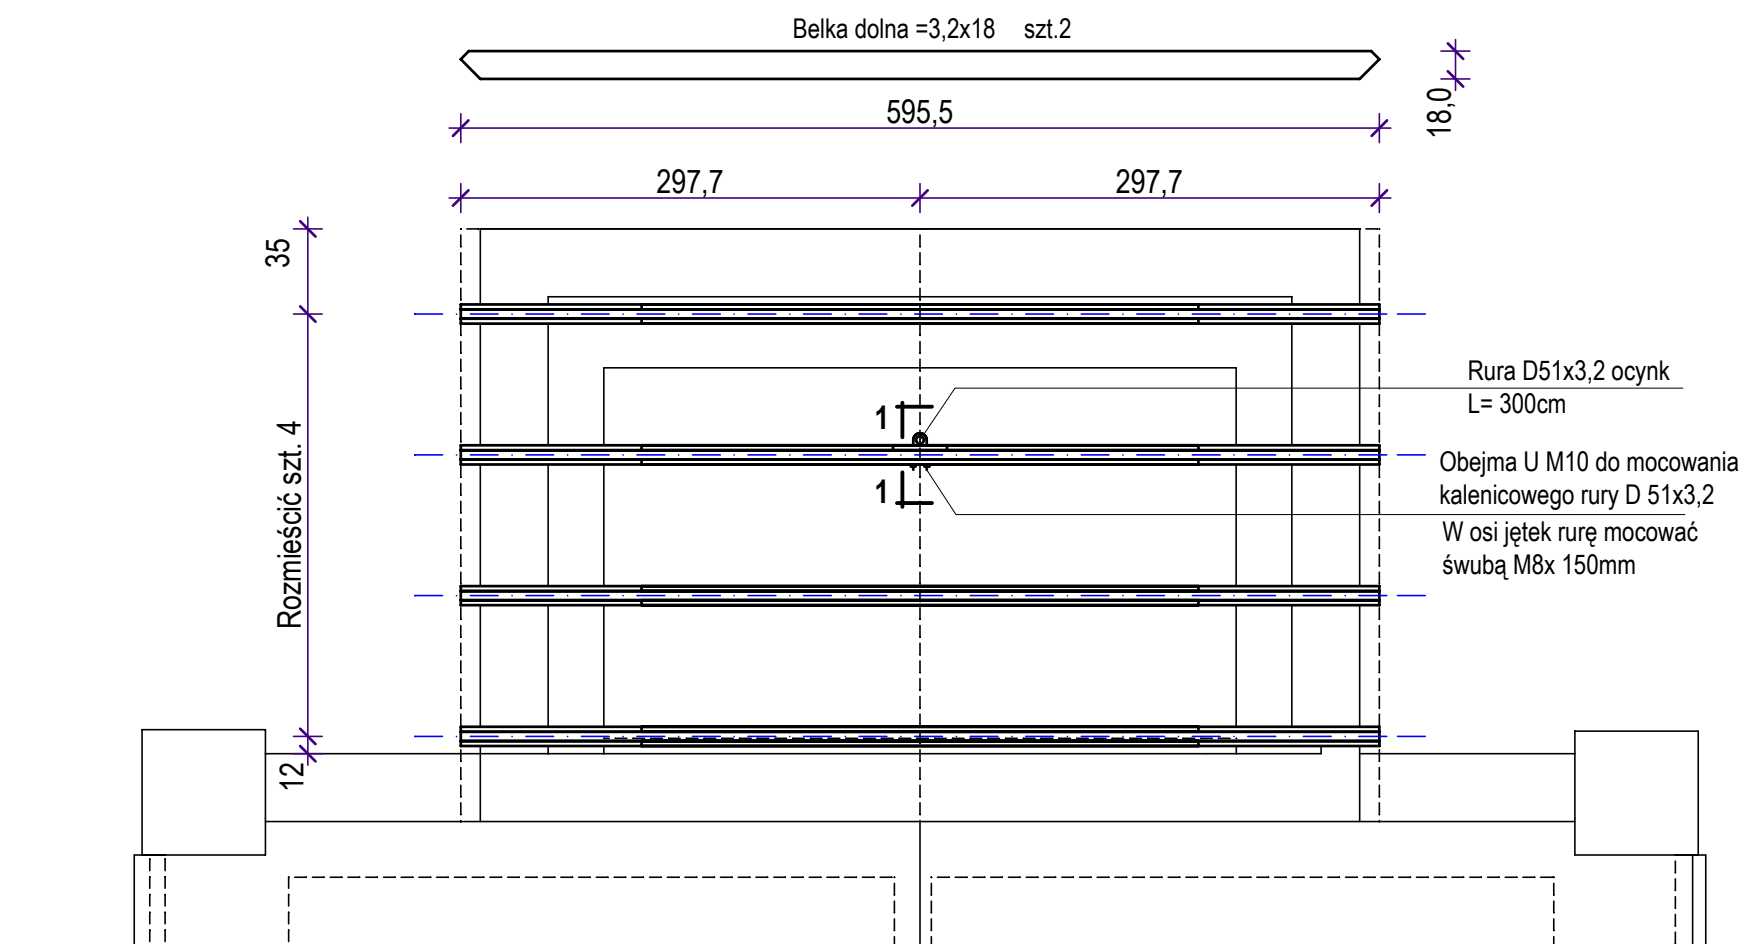 Belka dolna =3,2x18 szt.2
18,0
595,5
297,7
297,7
35
Rozmieścić szt. 4
12
1
1
Rura D51x3,2 ocynk
L= 300cm
Obejma U M10 do mocowania
kalenicowego rury D 51x3,2
W osi jętek rurę mocować
śwubą M8x 150mm